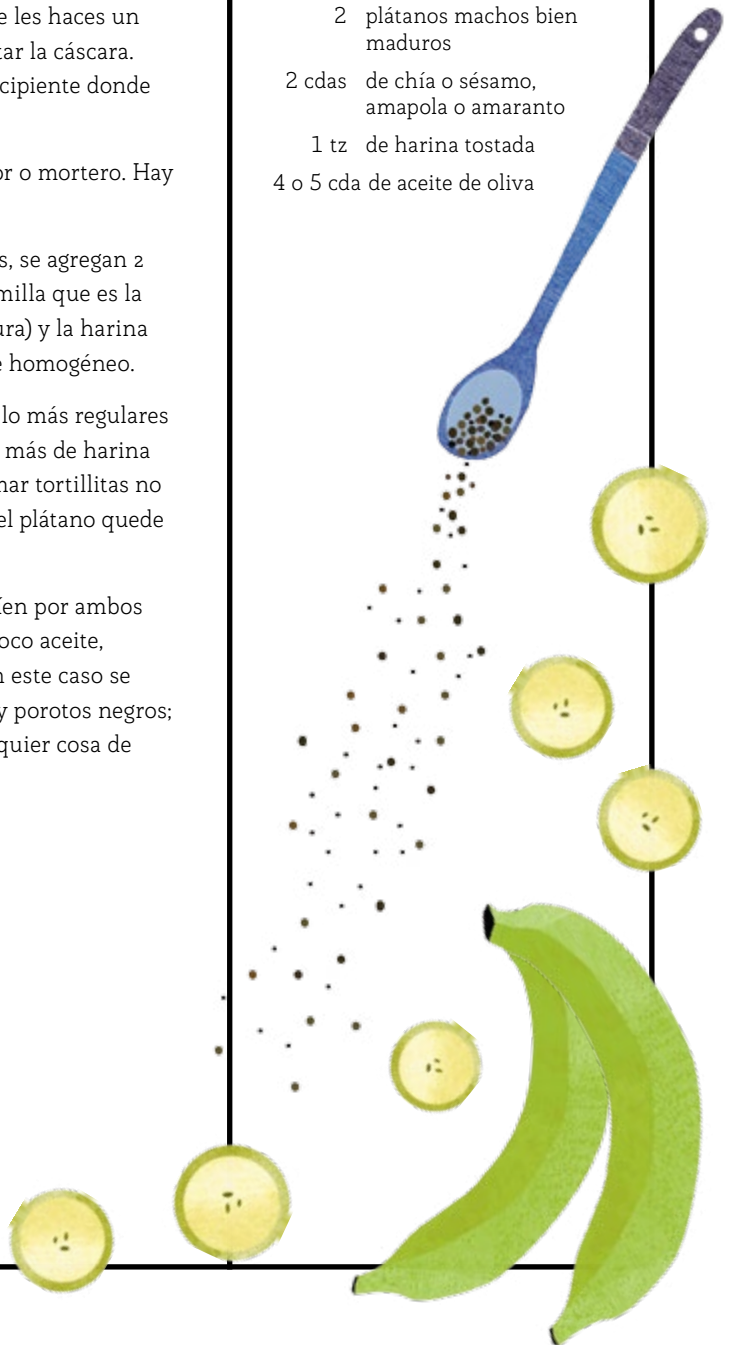 e les haces un
tar la cáscara.
cipiente donde
or o mortero. Hay
s, se agregan 2
milla que es la
ura) y la harina
e homogéneo.
lo más regulares
más de harina
mar tortillitas no
el plátano quede
íen por ambos
oco aceite,
n este caso se
y porotos negros;
quier cosa de
2 plátanos machos bien
maduros
2 cdas de chía o sésamo,
amapola o amaranto
1 tz de harina tostada
4 o 5 cda de aceite de oliva